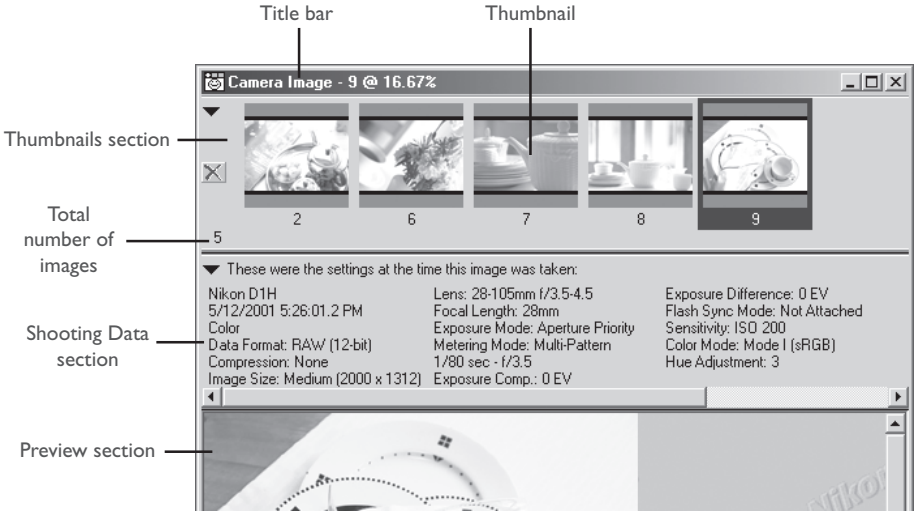 Title bar
Thumbnail
Camera Image - 9 @ 16.67%
Thumbnails section
2
6
7
8
9
Total
number of
images
5
These were the settings at the time this image was taken:
Nikon D1H
5/12/2001 5:26:01.2 PM
Color
Data Format: RAW (12-bit)
Compression: None
Image Size: Medium (2000 x 1312)
Lens: 28-105mm f/3.5-4.5
Focal Length: 28mm
Exposure Mode: Aperture Priority
Metering Mode: Multi-Pattern
1/80 sec - f/3.5
Exposure Comp.: 0 EV
Exposure Difference: 0 EV
Flash Sync Mode: Not Attached
Sensitivity: ISO 200
Color Mode: Mode I (sRGB)
Hue Adjustment: 3
Shooting Data
section
Preview section
Nikon